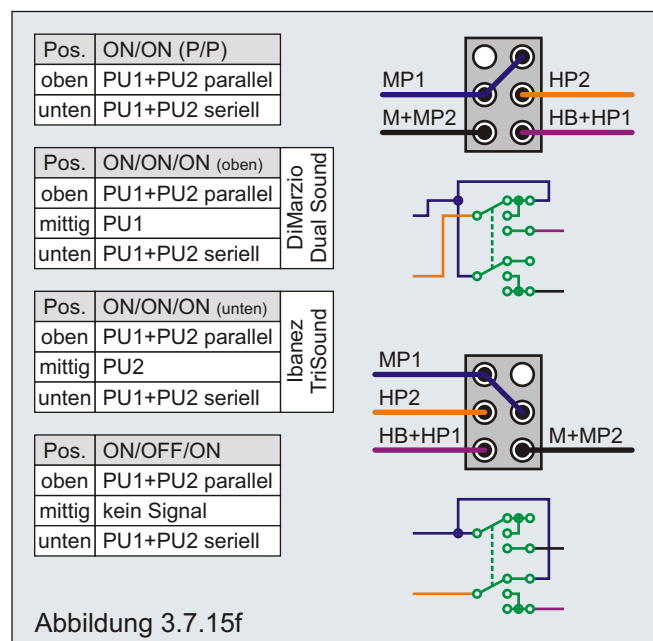 Pos. ON/ON (P/P)
oben PU1+PU2 parallel
unten PU1+PU2 seriell
Pos. ON/ON/ON (oben)
oben PU1+PU2 parallel
mittig PU1
unten PU1+PU2 seriell
DiMarzio
Dual Sound
Pos. ON/ON/ON (unten)
oben PU1+PU2 parallel
mittig PU2
unten PU1+PU2 seriell
Ibanez
TriSound
Pos. ON/OFF/ON
oben PU1+PU2 parallel
mittig kein Signal
unten PU1+PU2 seriell
MP1
HP2
M+MP2
HB+HP1
MP1
HP2
HB+HP1
M+MP2
Abbildung 3.7.15f